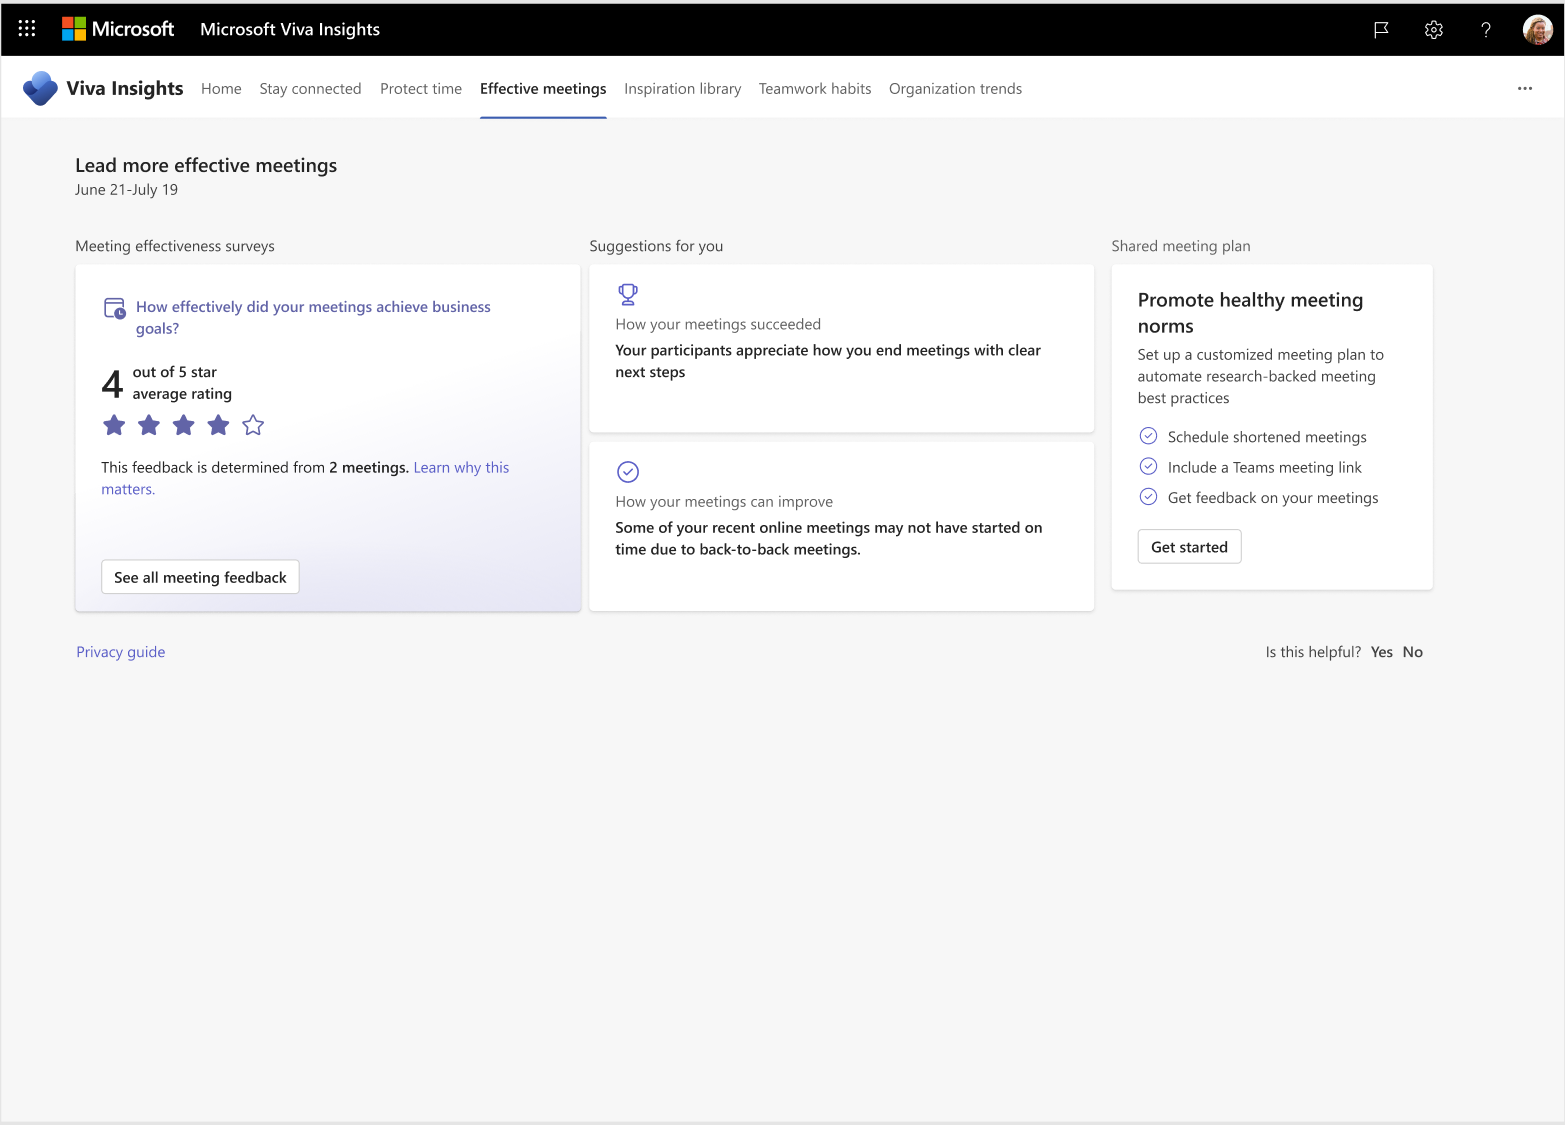 Microsoft
Microsoft Viva Insights
?
Viva Insights
Home
Stay connected
Protect time
Effective meetings
Inspiration library
Teamwork habits
Organization trends
Lead more effective meetings
June 21-July 19
Meeting effectiveness surveys
How effectively did your meetings achieve business
goals?
4
out of 5 star
average rating
This feedback is determined from 2 meetings. Learn why this
matters.
See all meeting feedback
Suggestions for you
How your meetings succeeded
Your participants appreciate how you end meetings with clear
next steps
How your meetings can improve
Some of your recent online meetings may not have started on
time due to back-to-back meetings.
Shared meeting plan
Promote healthy meeting
norms
Set up a customized meeting plan to
automate research-backed meeting
best practices
Schedule shortened meetings
Include a Teams meeting link
Get feedback on your meetings
Get started
Privacy guide
Is this helpful? Yes No